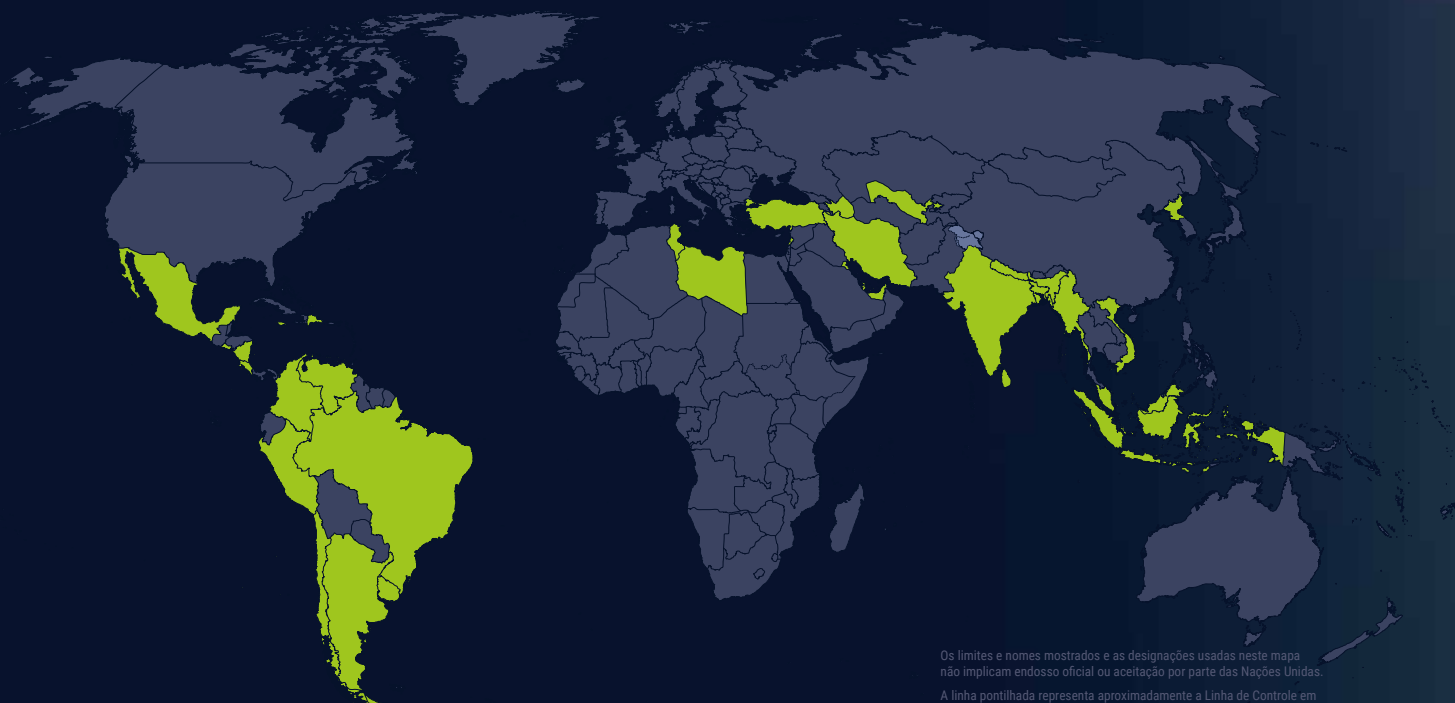 Os limites e nomes mostrados e as designações usadas neste mapa
não implicam endosso oficial ou aceitação por parte das Nações Unidas.
A linha pontilhada representa aproximadamente a Linha de Controle em